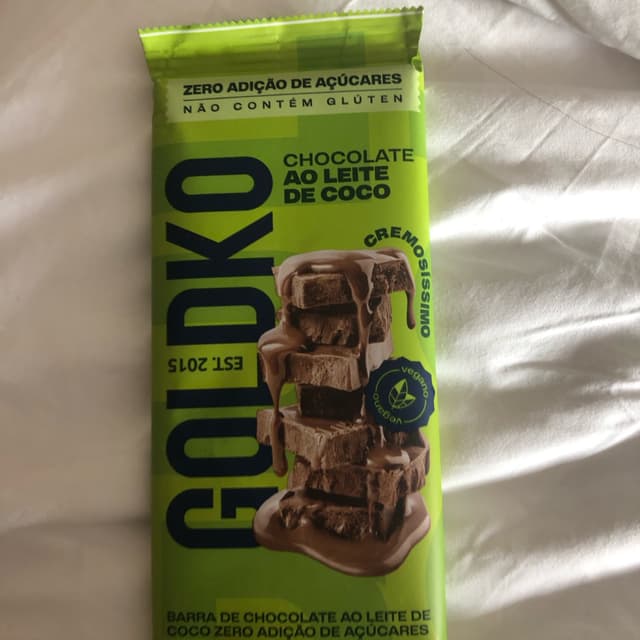 ZERO ADIÇÃO DE AÇÚCARES
NÃO CONTÉM GLÚTEN
CHOCOLATE
AO LEITE
DE COCO
CREMOSÍSSIMO
GOLDKO
EST. 2015
vegano
vegano
BARRA DE CHOCOLATE AO LEITE DE
COCO ZERO ADIÇÃO DE AÇÚCARES